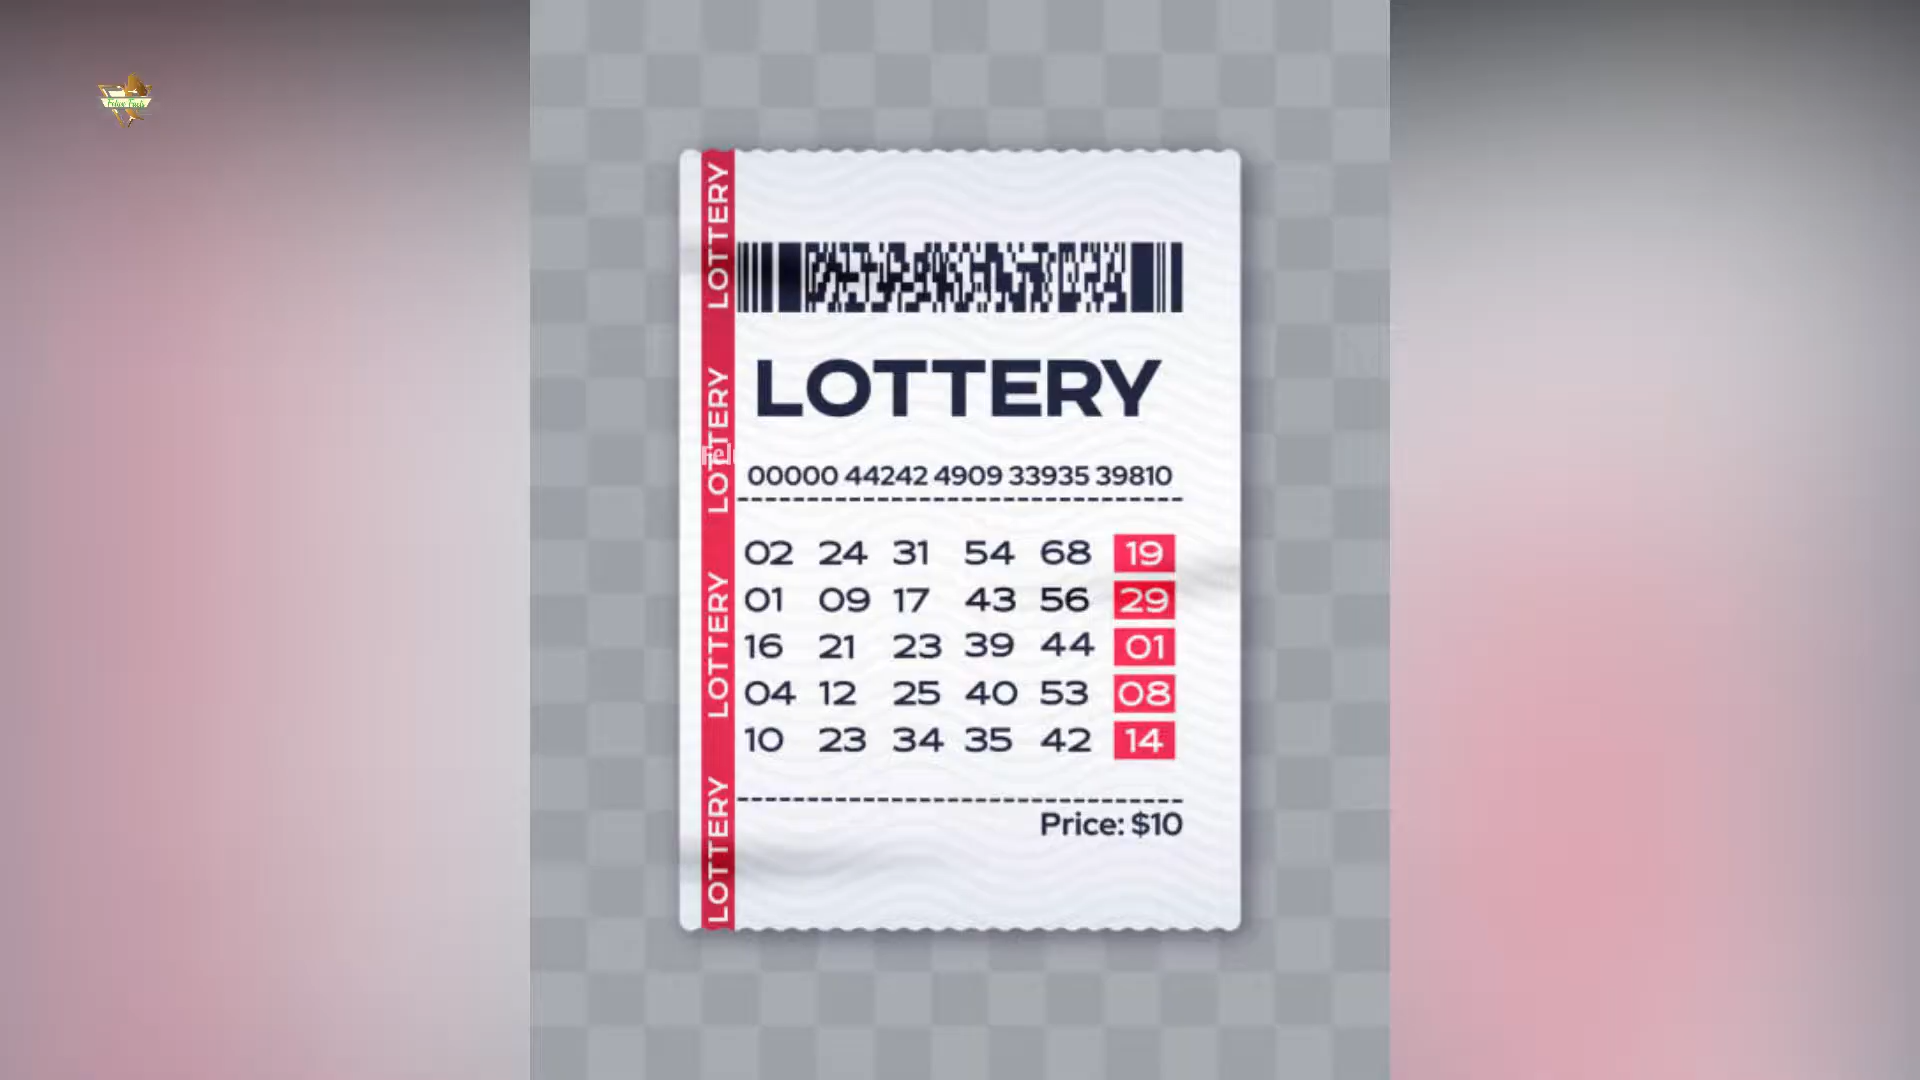 LOTTERY
LOTTERY
LOTTERY
LOTTERY
LOTTERY
00000 44242 4909 33935 39810
02 24 31 54 68 19
01 09 17 43 56 29
16 21 23 39 44 01
04 12 25 40 53 08
10 23 34 35 42 14
Price: $10